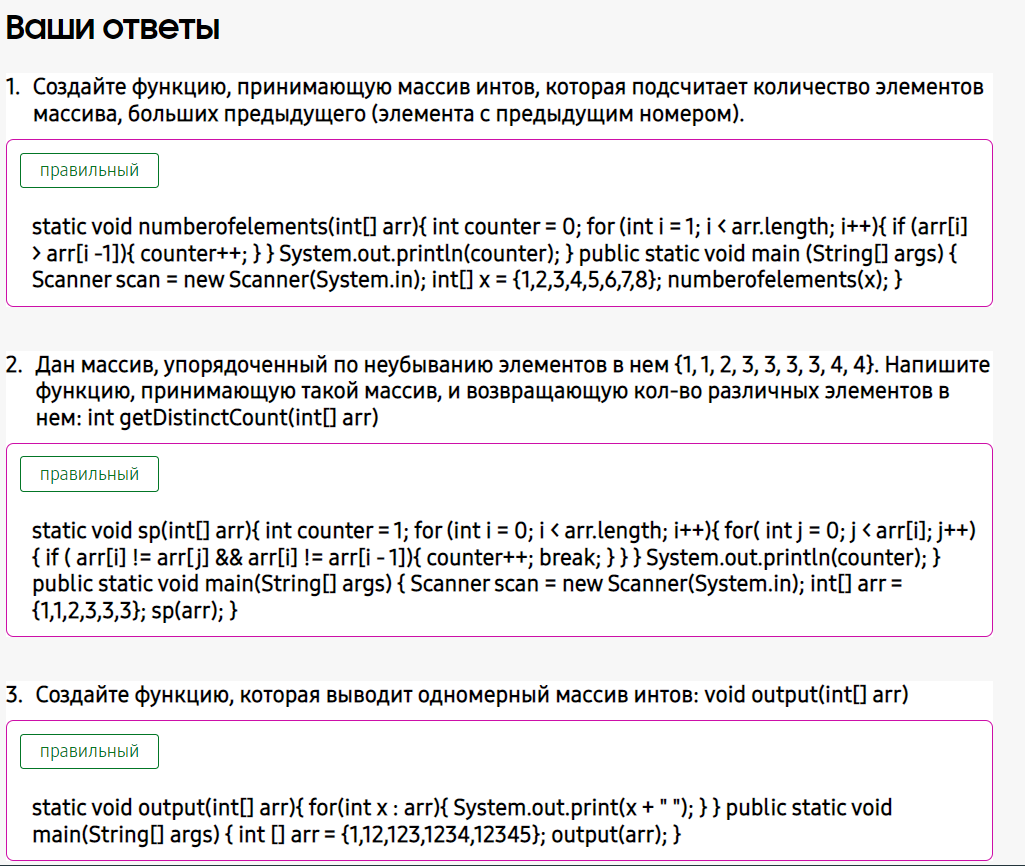 Ваши ответы
1. Создайте функцию, принимающую массив интов, которая подсчитает количество элементов
массива, больших предыдущего (элемента с предыдущим номером).
правильный
static void numberofelements(int[] arr){ int counter = 0; for (int i = 1; i < arr.length; i++){ if (arr[i]
> arr[i -1]){ counter++; } } System.out.println(counter); } public static void main (String[] args) {
Scanner scan = new Scanner(System.in); int[] x = {1,2,3,4,5,6,7,8}; numberofelements(x); }
2. Дан массив, упорядоченный по неубыванию элементов в нем {1, 1, 2, 3, 3, 3, 3, 4, 4}. Напишите
функцию, принимающую такой массив, и возвращающую кол-во различных элементов в
нем: int getDistinctCount(int[] arr)
правильный
static void sp(int[] arr){ int counter = 1; for (int i = 0; i < arr.length; i++){ for( int j = 0; j < arr[i]; j++)
{ if ( arr[i] != arr[j] && arr[i] != arr[i - 1]){ counter++; break; } } } System.out.println(counter); }
public static void main(String[] args) { Scanner scan = new Scanner(System.in); int[] arr =
{1,1,2,3,3,3}; sp(arr); }
3. Создайте функцию, которая выводит одномерный массив интов: void output(int[] arr)
правильный
static void output(int[] arr){ for(int x : arr){ System.out.print(x + " "); } } public static void
main(String[] args) { int [] arr = {1,12,123,1234,12345}; output(arr); }